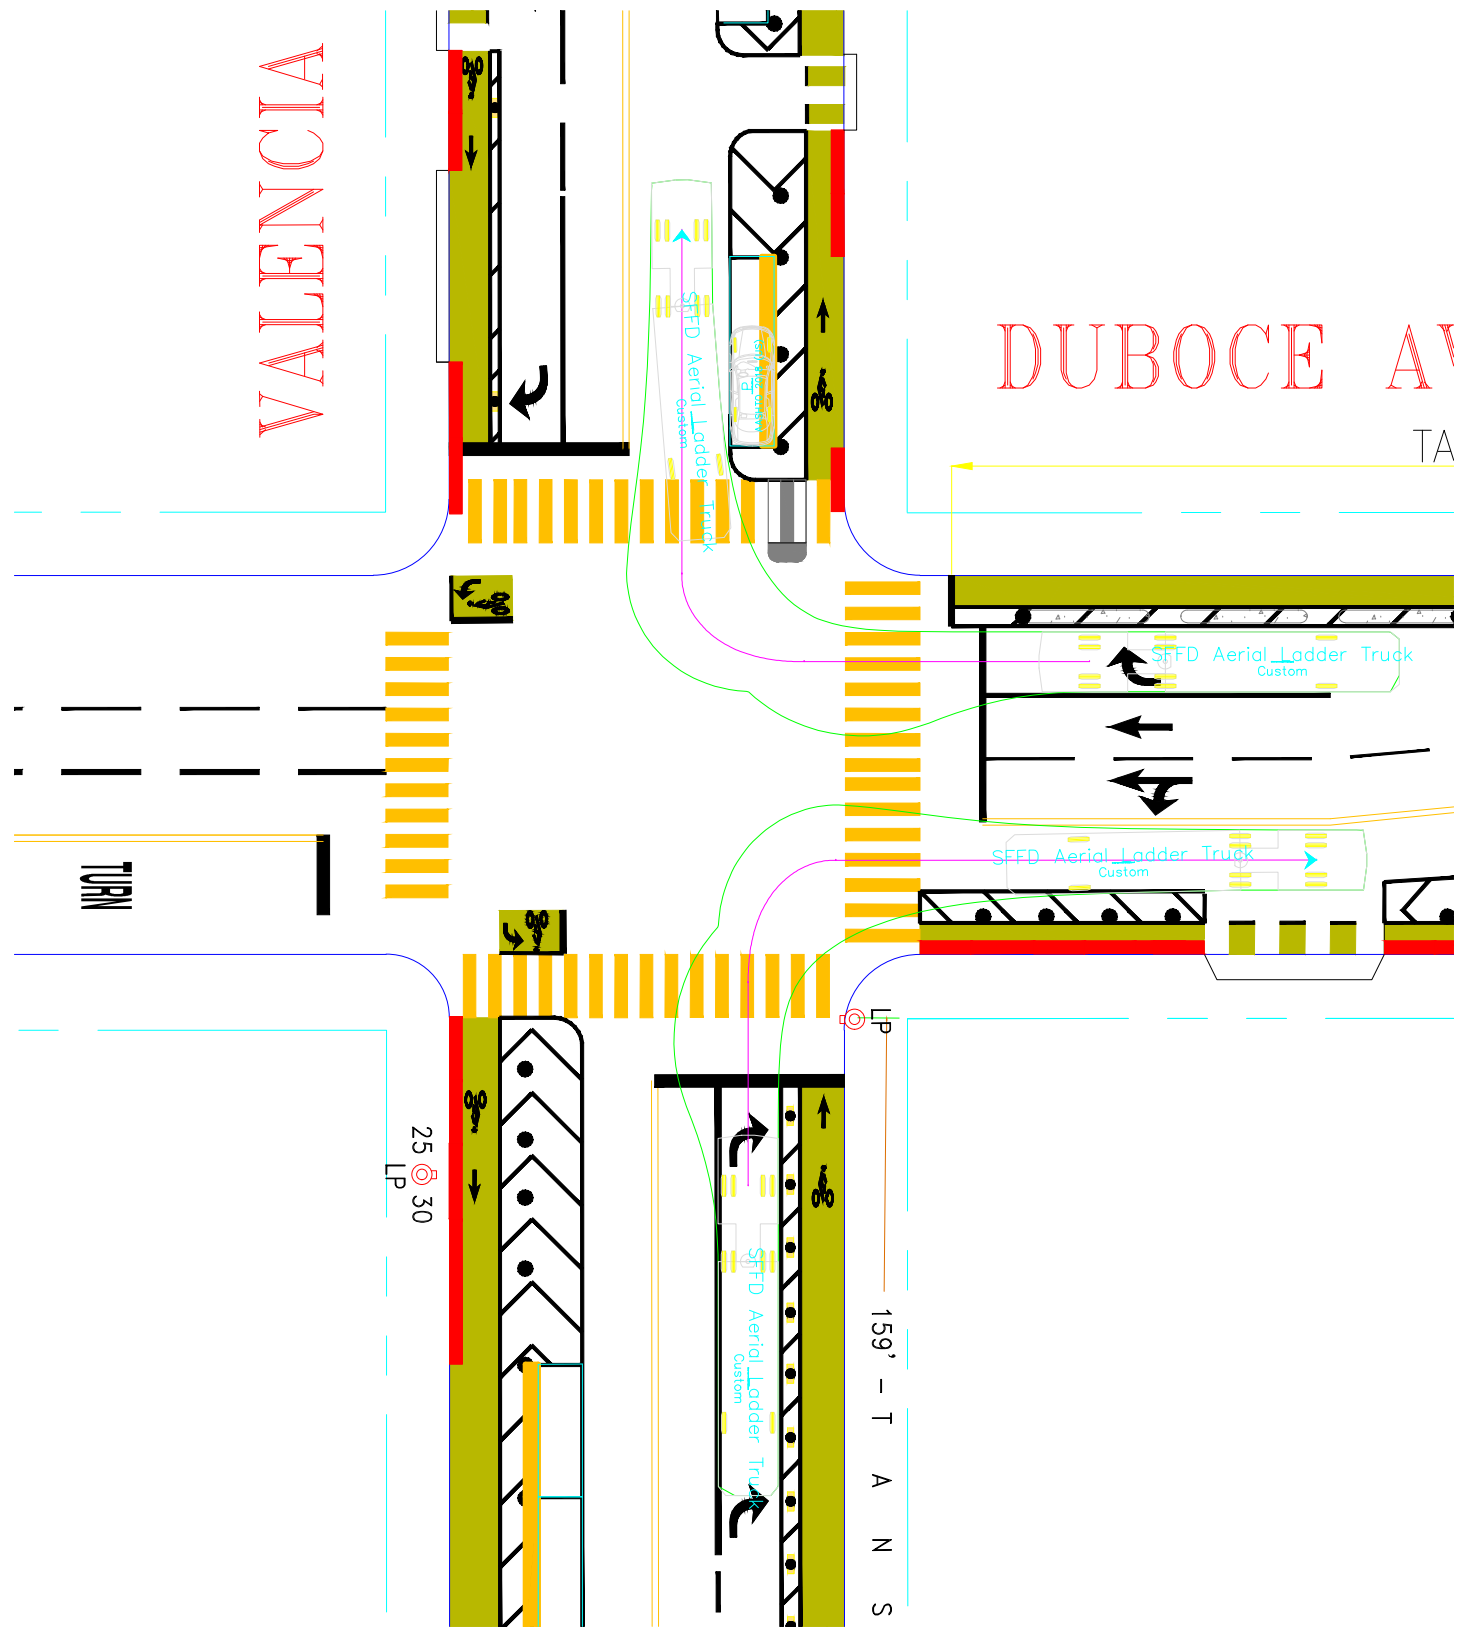 VALENCIA
DUBOCE AV
TA
SFFD Aerial Ladder Truck
Custom
P
SFFD Aerial Ladder Truck
Custom
SFFD Aerial Ladder Truck
Custom
TURN
LP
25
LP
30
SFFD Aerial Ladder Truck
Custom
159' - T A N S